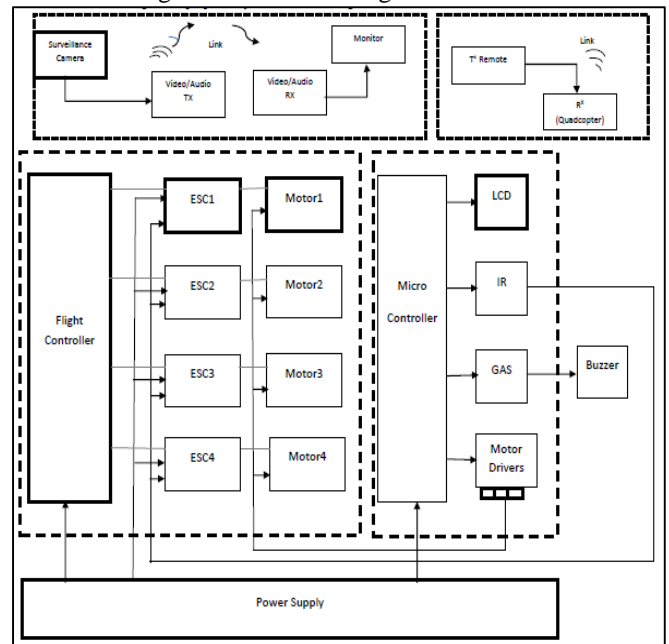 Surveillance
Camera
Link
Video/Audio
TX
Video/Audio
RX
Monitor
Tˣ Remote
Link
Rˣ
(Quadcopter)
Flight
Controller
ESC1
Motor1
ESC2
Motor2
ESC3
Motor3
ESC4
Motor4
Micro
Controller
LCD
IR
GAS
Buzzer
Motor
Drivers
Power Supply